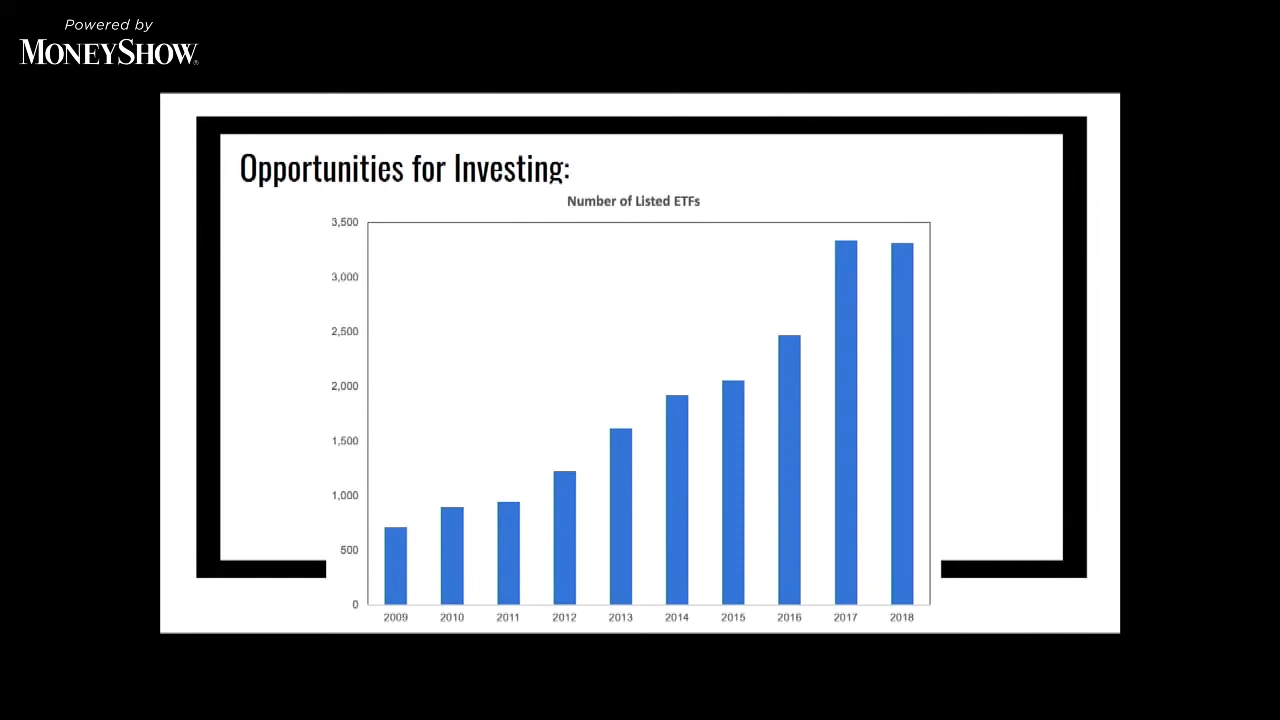 Powered by
MONEYSHOW®
Opportunities for Investing:
Number of Listed ETFs
3,500
3,000
2,500
2,000
1,500
1,000
500
0
2009 2010 2011 2012 2013 2014 2015 2016 2017 2018